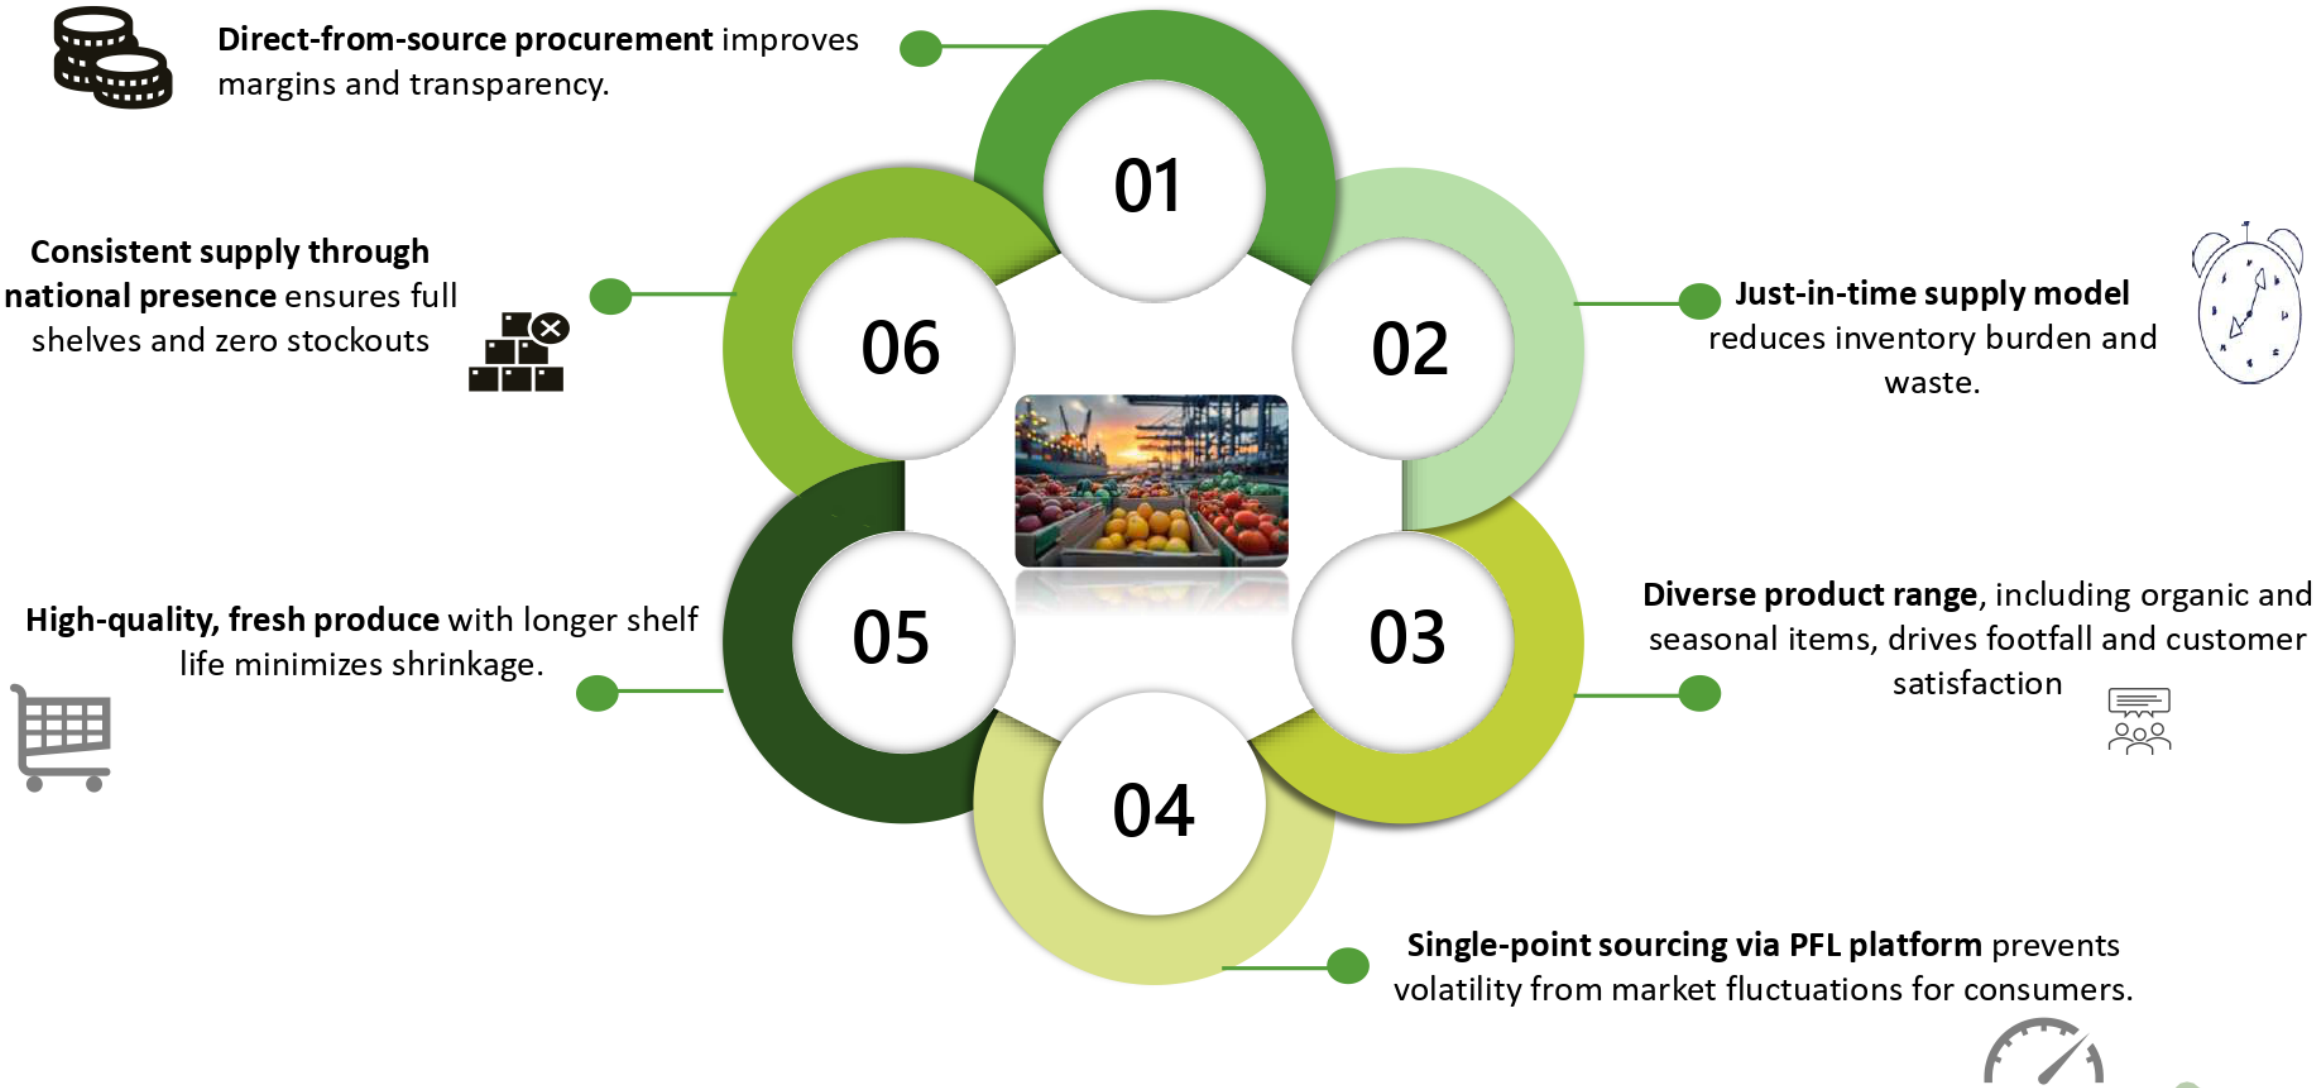 Direct-from-source procurement improves
margins and transparency.
01
Just-in-time supply model
reduces inventory burden and
waste.
02
Diverse product range, including organic and
seasonal items, drives footfall and customer
satisfaction
03
Single-point sourcing via PFL platform prevents
volatility from market fluctuations for consumers.
04
High-quality, fresh produce with longer shelf
life minimizes shrinkage.
05
Consistent supply through
national presence ensures full
shelves and zero stockouts
06